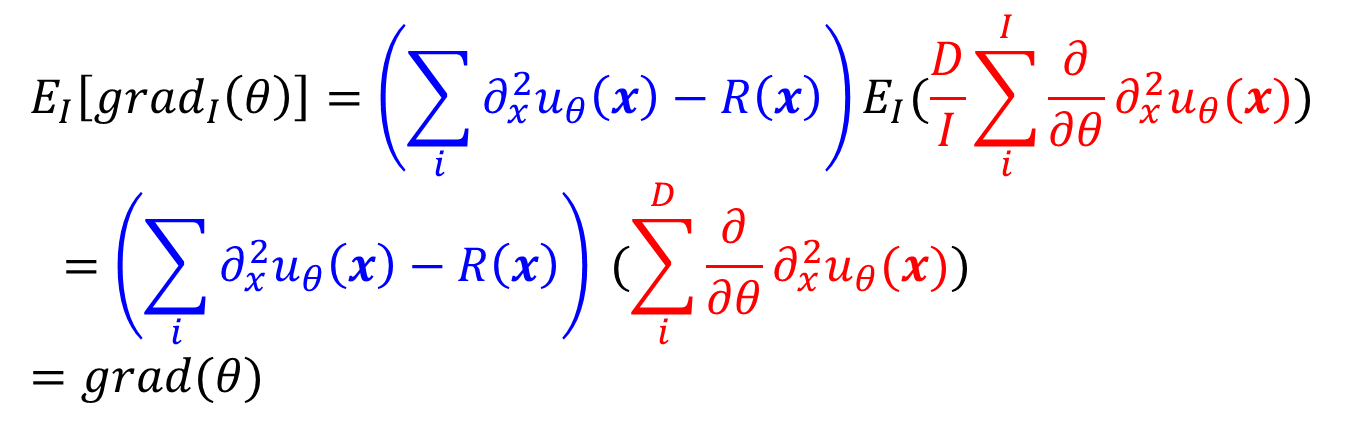 E_I[grad_I(θ)] = (∑_i ∂_x^2 u_θ(𝒙) − R(𝒙)) E_I(D/I ∑_i^I ∂/∂θ ∂_x^2 u_θ(𝒙))
= (∑_i ∂_x^2 u_θ(𝒙) − R(𝒙)) (∑_i^D ∂/∂θ ∂_x^2 u_θ(𝒙))
= grad(θ)